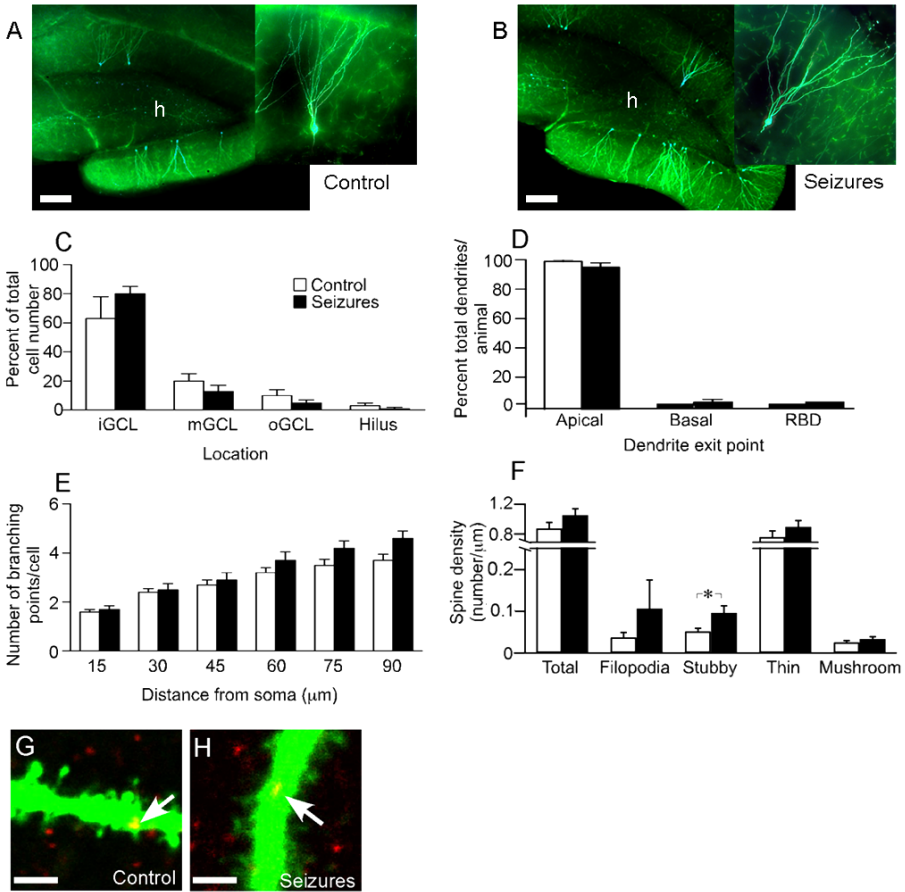 A
h
Control
B
h
Seizures
C
Percent of total
cell number
100
80
60
40
20
0
Control
Seizures
iGCL
mGCL
oGCL
Hilus
Location
D
Percent total dendrites/
animal
100
80
60
40
20
0
Apical
Basal
RBD
Dendrite exit point
E
Number of branching
points/cell
6
4
2
0
15
30
45
60
75
90
Distance from soma (μm)
F
Spine density
(number/μm)
1.2
0.8
0.2
0.1
0
*
Total
Filopodia
Stubby
Thin
Mushroom
G
Control
H
Seizures